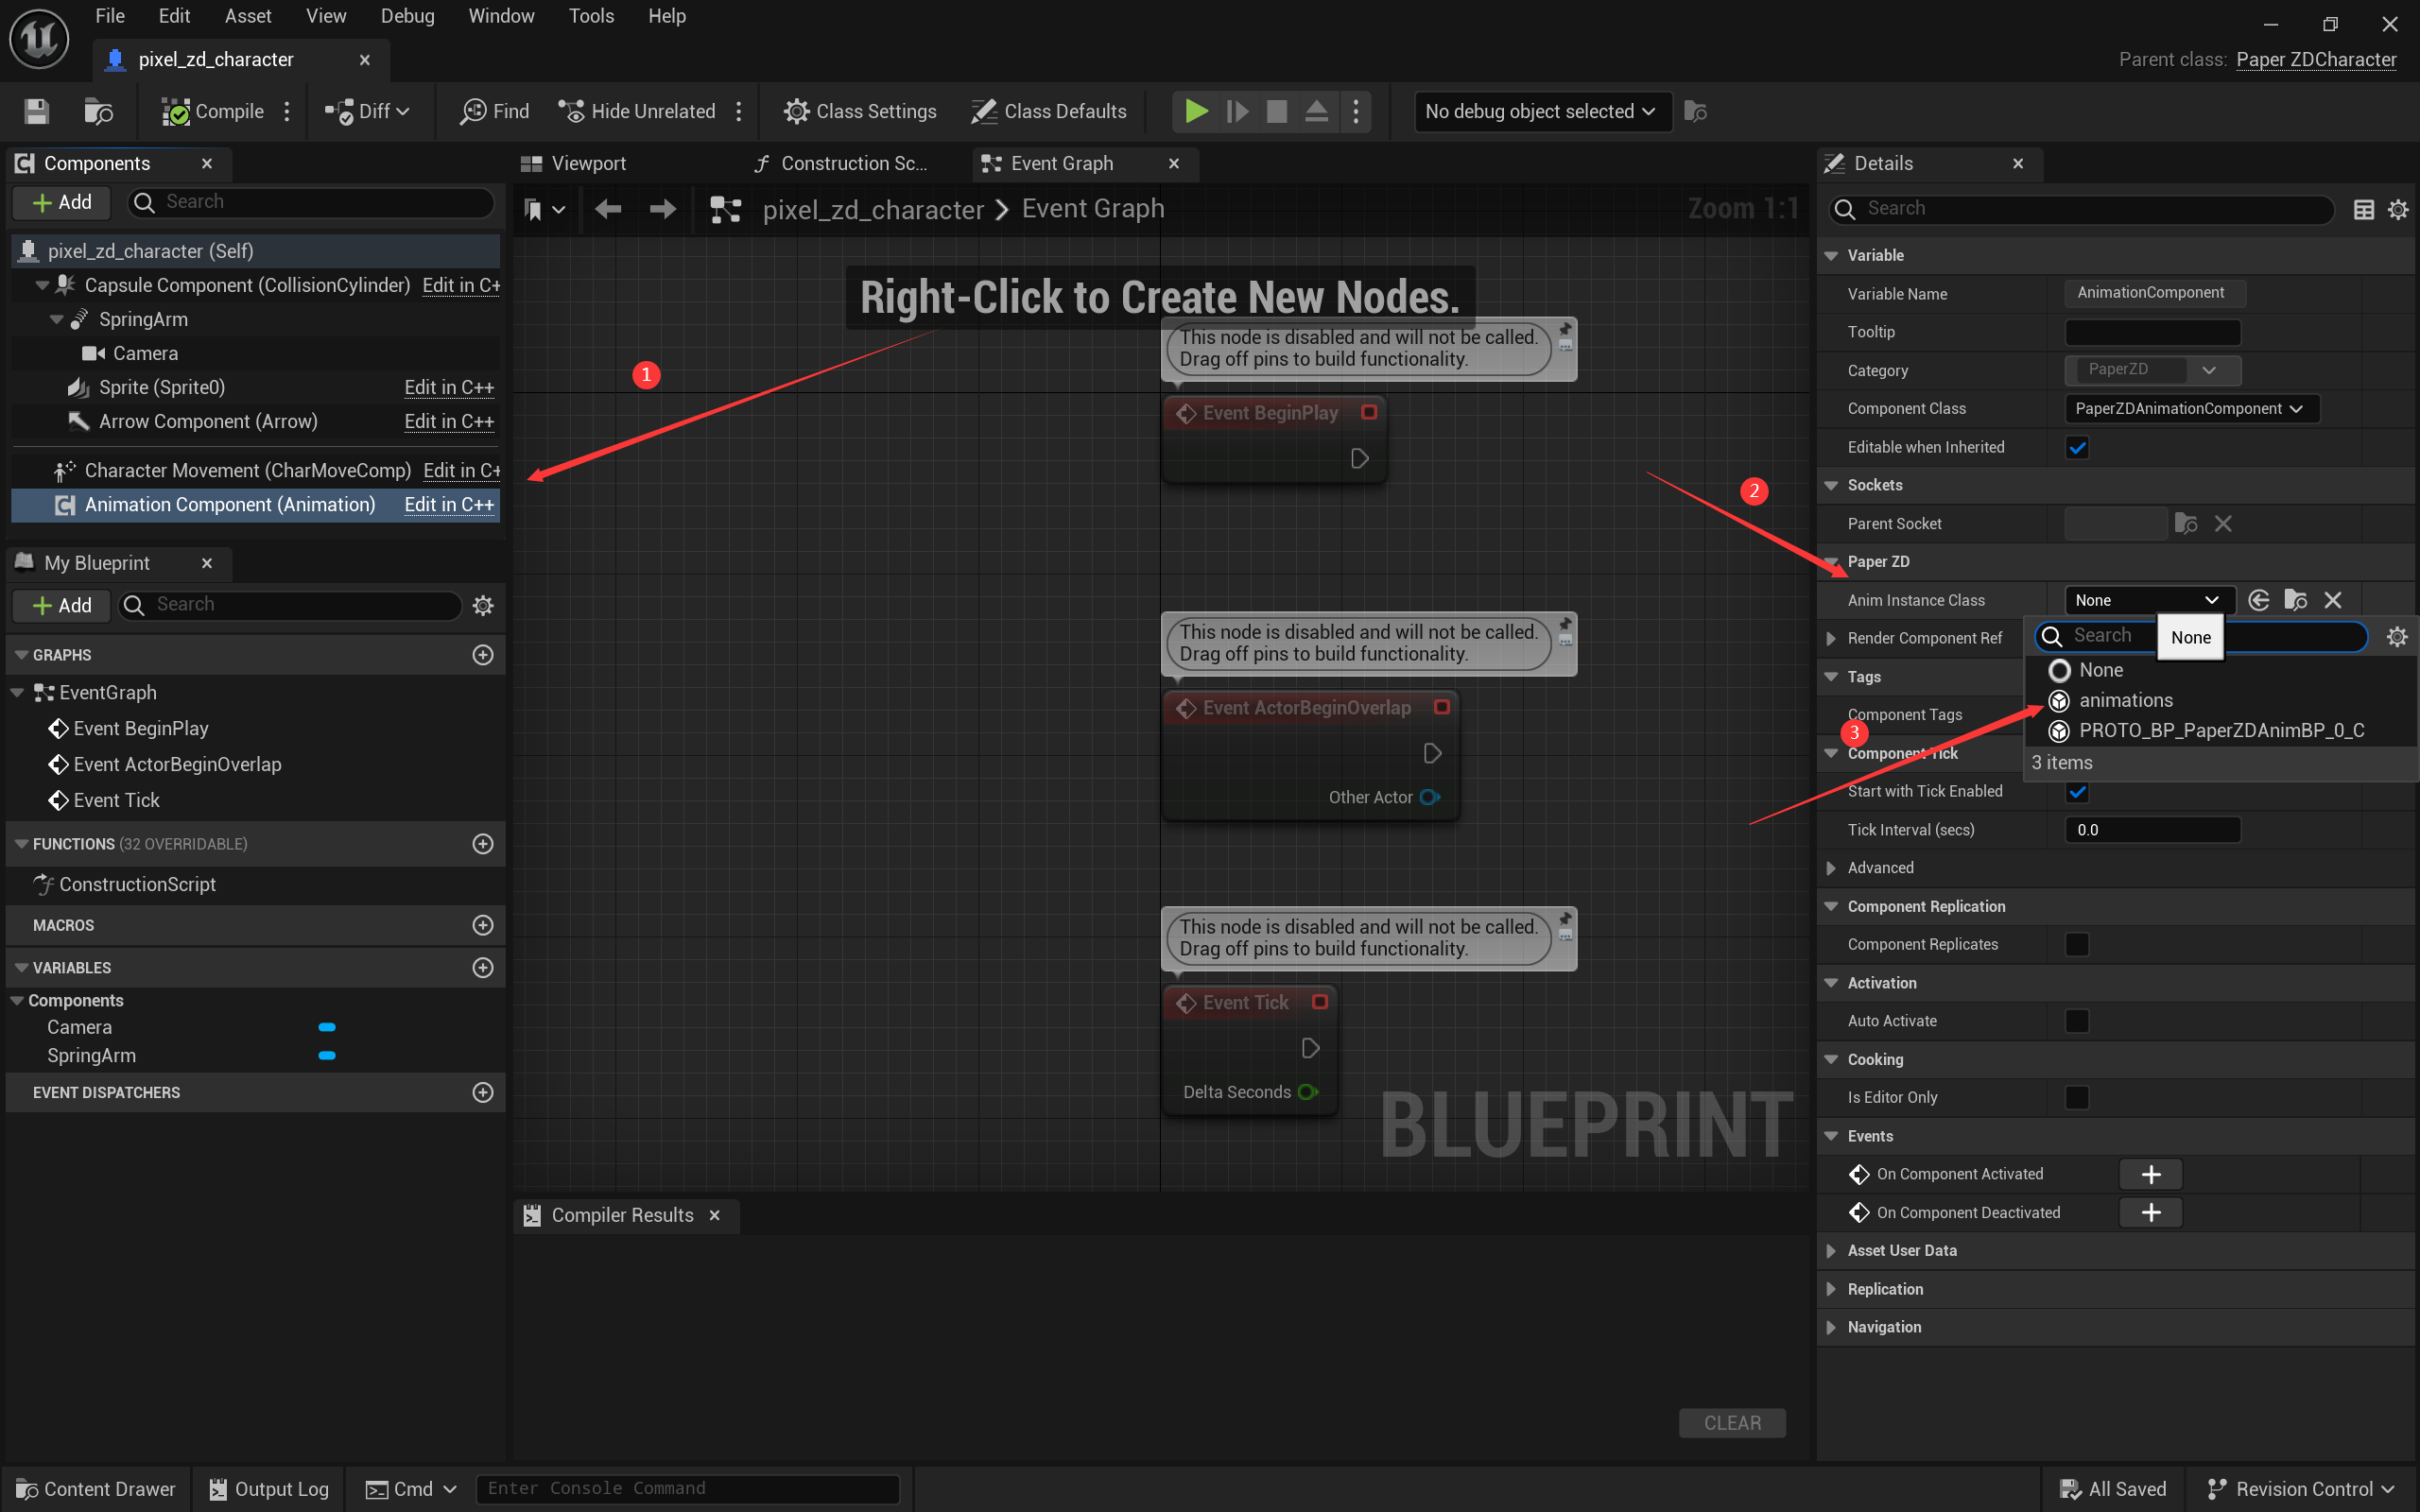 File Edit Asset View Debug Window Tools Help
pixel_zd_character
Parent class: Paper ZDCharacter
Compile Diff Find Hide Unrelated Class Settings Class Defaults No debug object selected
Components
Add Search
pixel_zd_character (Self)
Capsule Component (CollisionCylinder) Edit in C+
SpringArm
Camera
Sprite (Sprite0) Edit in C++
Arrow Component (Arrow) Edit in C++
Character Movement (CharMoveComp) Edit in C+
Animation Component (Animation) Edit in C++
My Blueprint
Add Search
GRAPHS
EventGraph
Event BeginPlay
Event ActorBeginOverlap
Event Tick
FUNCTIONS (32 OVERRIDABLE)
ConstructionScript
MACROS
VARIABLES
Components
Camera
SpringArm
EVENT DISPATCHERS
Viewport Construction Sc... Event Graph
pixel_zd_character > Event Graph Zoom 1:1
Right-Click to Create New Nodes.
1
This node is disabled and will not be called.
Drag off pins to build functionality.
Event BeginPlay
2
This node is disabled and will not be called.
Drag off pins to build functionality.
Event ActorBeginOverlap
Other Actor
This node is disabled and will not be called.
Drag off pins to build functionality.
Event Tick
Delta Seconds
BLUEPRINT
Compiler Results
CLEAR
Details
Search
Variable
Variable Name AnimationComponent
Tooltip
Category PaperZD
Component Class PaperZDAnimationComponent
Editable when Inherited
Sockets
Parent Socket
Paper ZD
Anim Instance Class None
Render Component Ref
Search
None
None
animations
PROTO_BP_PaperZDAnimBP_0_C
3 items
Tags
Component Tags
3
Component Tick
Start with Tick Enabled
Tick Interval (secs) 0.0
Advanced
Component Replication
Component Replicates
Activation
Auto Activate
Cooking
Is Editor Only
Events
On Component Activated
On Component Deactivated
Asset User Data
Replication
Navigation
Content Drawer Output Log Cmd Enter Console Command All Saved Revision Control